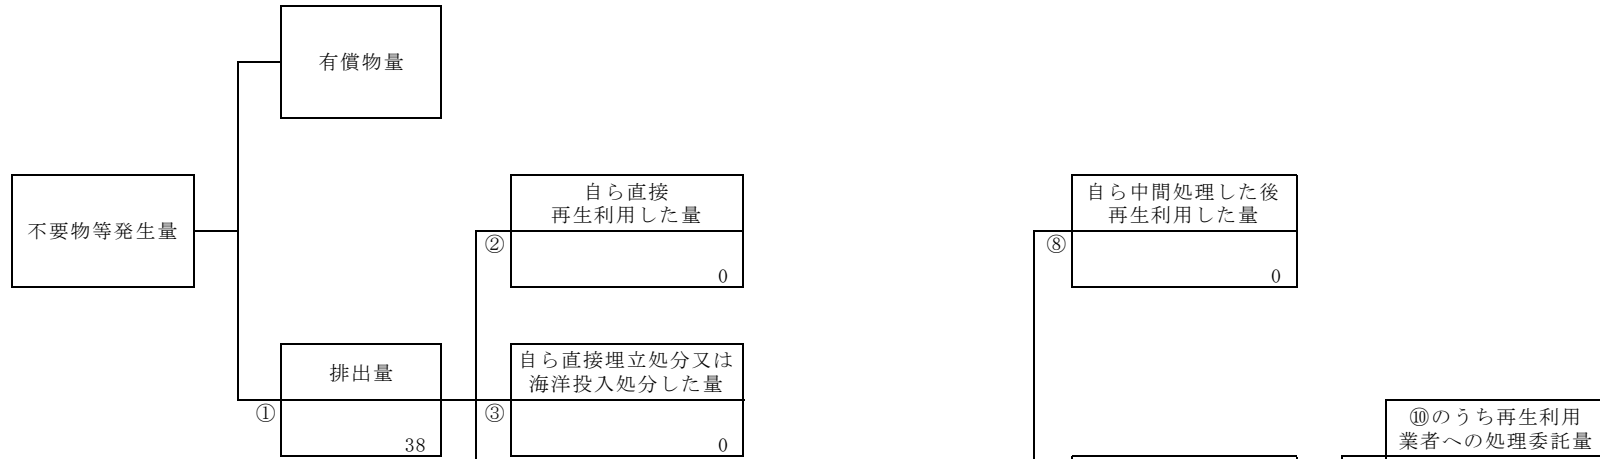 有償物量
不要物等発生量
自ら直接
再生利用した量
②
0
自ら中間処理した後
再生利用した量
⑧
0
排出量
①
38
自ら直接埋立処分又は
海洋投入処分した量
③
0
⑩のうち再生利用
業者への処理委託量